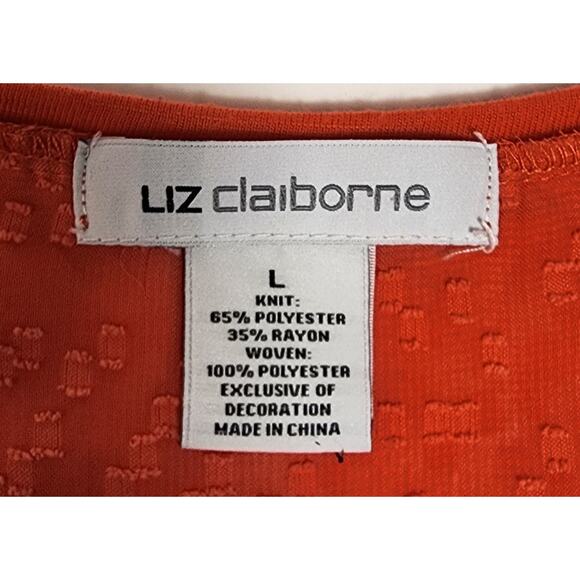 LIZ claiborne
L
KNIT:
65% POLYESTER
35% RAYON
WOVEN:
100% POLYESTER
EXCLUSIVE OF
DECORATION
MADE IN CHINA